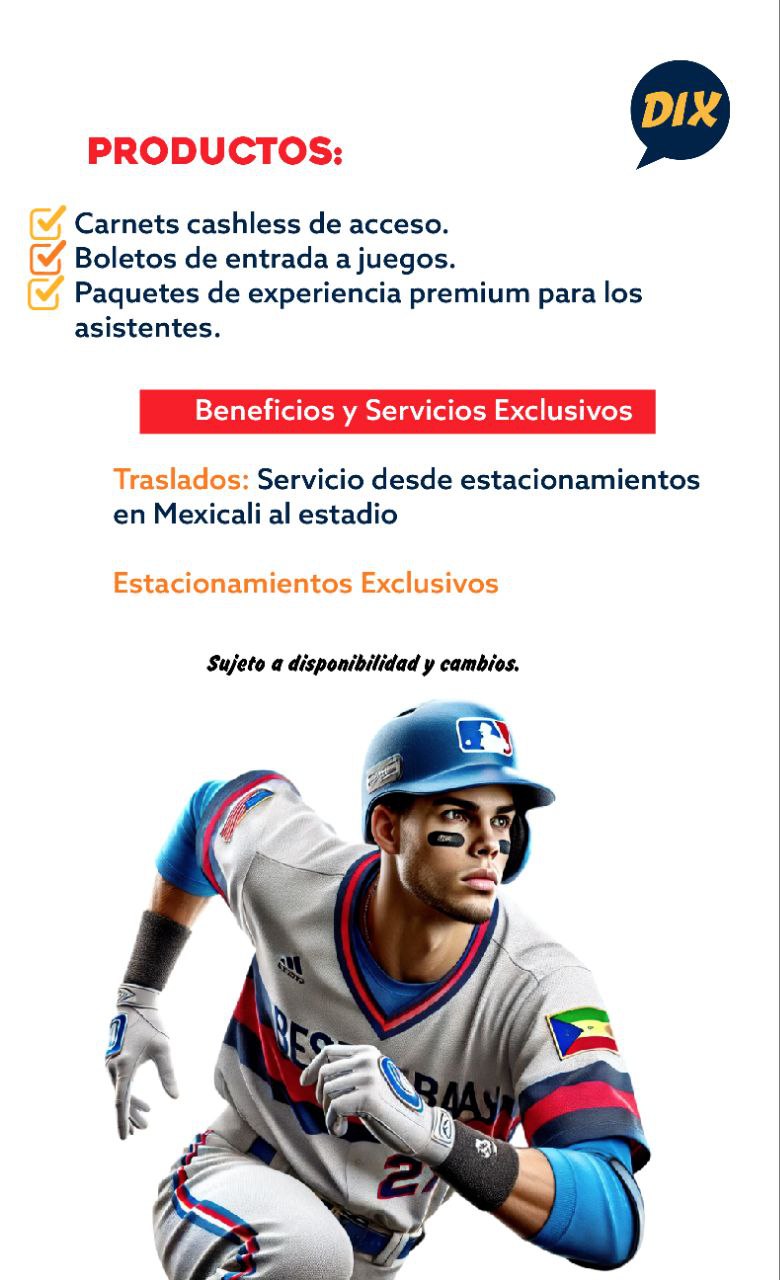 DIX
PRODUCTOS:
Carnets cashless de acceso.
Boletos de entrada a juegos.
Paquetes de experiencia premium para los
asistentes.
Beneficios y Servicios Exclusivos
Traslados: Servicio desde estacionamientos
en Mexicali al estadio
Estacionamientos Exclusivos
Sujeto a disponibilidad y cambios.